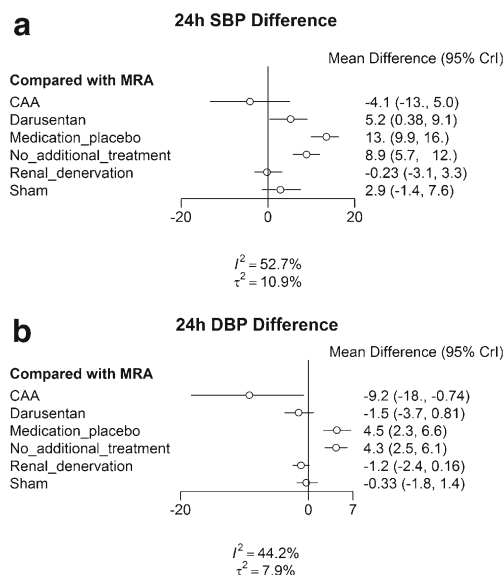 a
24h SBP Difference
Mean Difference (95% CrI)
Compared with MRA
CAA -4.1 (-13., 5.0)
Darusentan 5.2 (0.38, 9.1)
Medication_placebo 13. (9.9, 16.)
No_additional_treatment 8.9 (5.7, 12.)
Renal_denervation -0.23 (-3.1, 3.3)
Sham 2.9 (-1.4, 7.6)
-20 0 20
I² = 52.7%
τ² = 10.9%
b
24h DBP Difference
Mean Difference (95% CrI)
Compared with MRA
CAA -9.2 (-18., -0.74)
Darusentan -1.5 (-3.7, 0.81)
Medication_placebo 4.5 (2.3, 6.6)
No_additional_treatment 4.3 (2.5, 6.1)
Renal_denervation -1.2 (-2.4, 0.16)
Sham -0.33 (-1.8, 1.4)
-20 0 7
I² = 44.2%
τ² = 7.9%